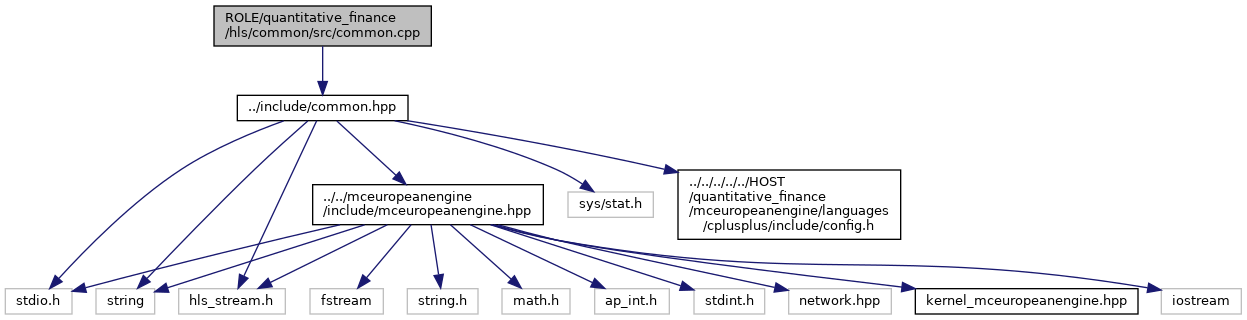 ROLE/quantitative_finance
/hls/common/src/common.cpp
../include/common.hpp
../../mceuropeanengine
/include/mceuropeanengine.hpp
sys/stat.h
../../../../../HOST
/quantitative_finance
/mceuropeanengine/languages
/cplusplus/include/config.h
stdio.h
string
hls_stream.h
fstream
string.h
math.h
ap_int.h
stdint.h
network.hpp
kernel_mceuropeanengine.hpp
iostream